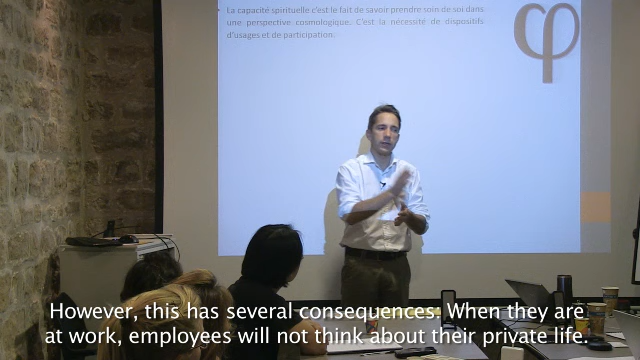 • La capacité spirituelle c'est le fait de savoir prendre soin de soi dans
une perspective cosmologique. C'est la nécessité de dispositifs
d'usages et de participation.
φ
However, this has several consequences: When they are
at work, employees will not think about their private life.